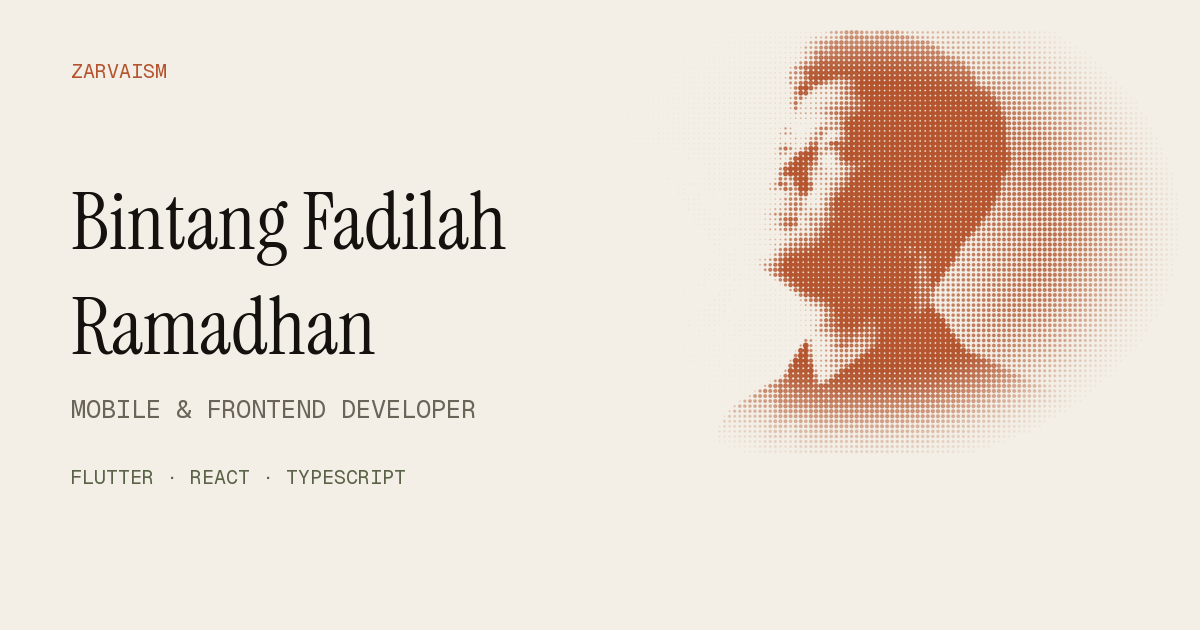 ZARVAISM
Bintang Fadilah
Ramadhan
MOBILE & FRONTEND DEVELOPER
FLUTTER · REACT · TYPESCRIPT